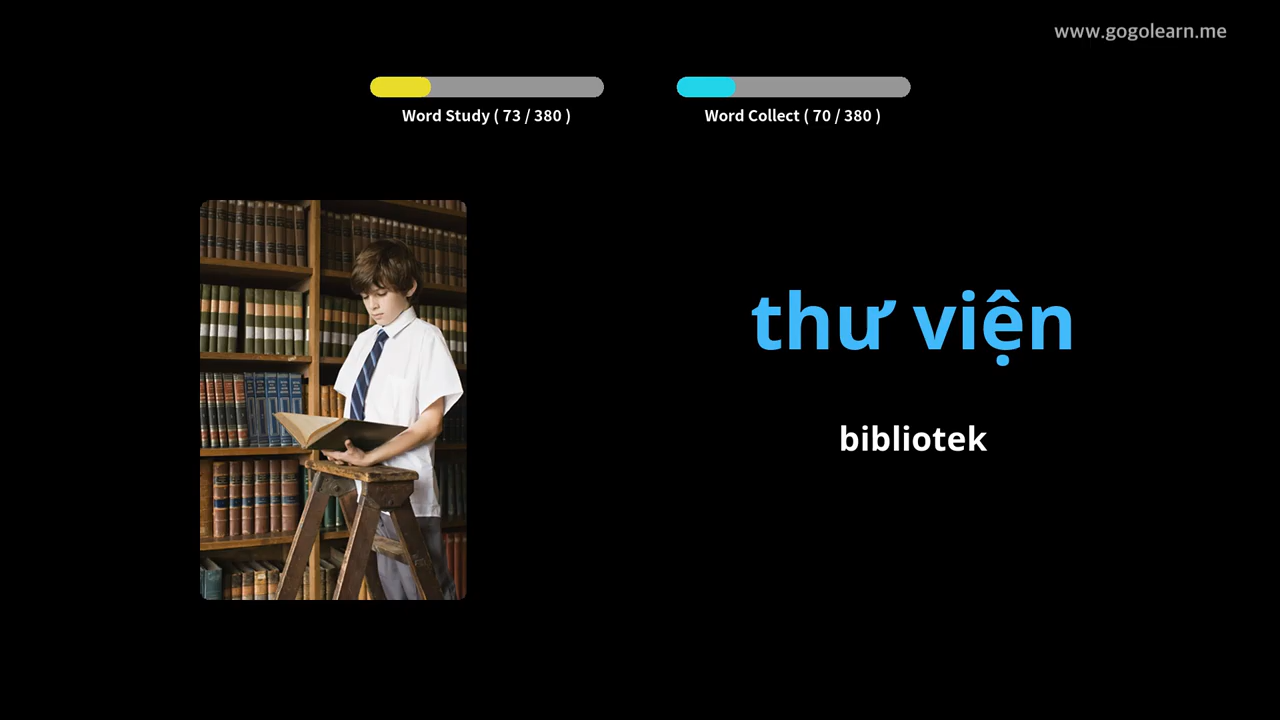 www.gogolearn.me
Word Study ( 73 / 380 )
Word Collect ( 70 / 380 )
thư viện
bibliotek